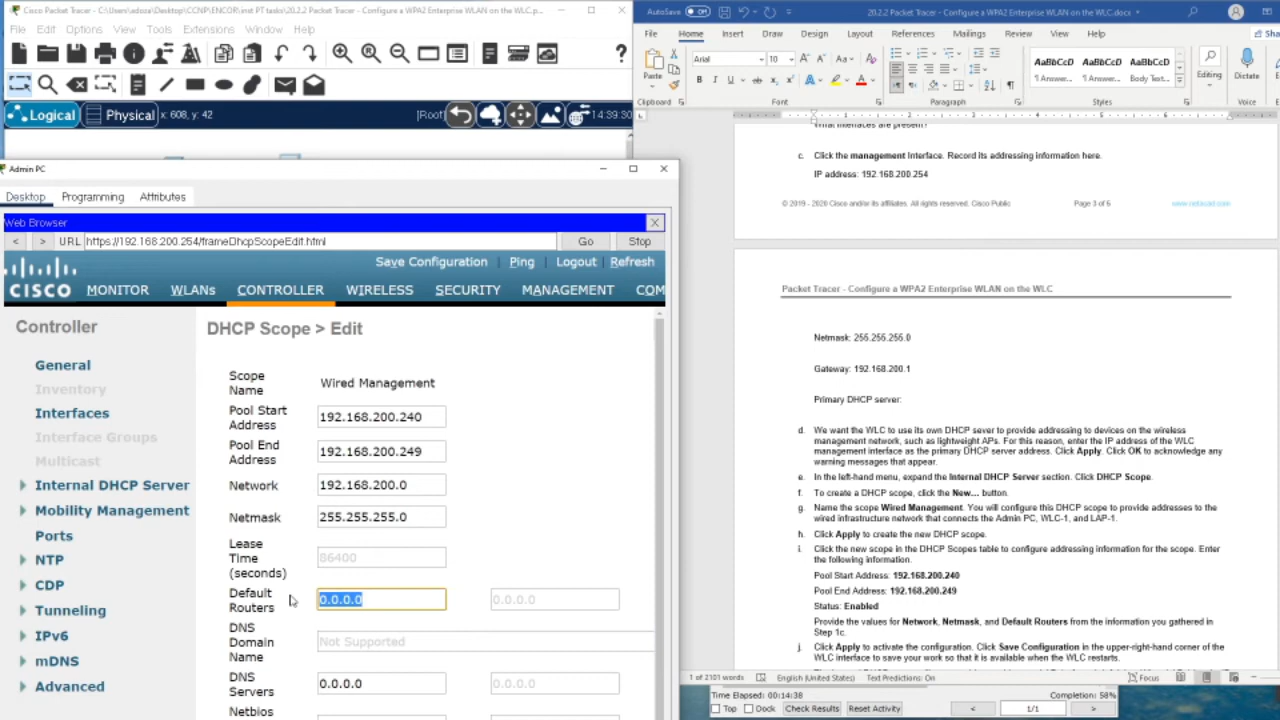 Cisco Packet Tracer - C:\Users\edoza\Desktop\CCNP\ENCOR\inst PT tasks\20.2.2 Packet Tracer - Configure a WPA2 Enterprise WLAN on the WLC.p...
File Edit Options View Tools Extensions Window Help
?
Logical Physical x: 608, y: 42 [Root] 14:39:30
Admin PC
Desktop Programming Attributes
Web Browser
< > URL https://192.168.200.254/frameDhcpScopeEdit.html Go Stop
Save Configuration | Ping | Logout | Refresh
CISCO MONITOR WLANs CONTROLLER WIRELESS SECURITY MANAGEMENT COM
Controller
General
Inventory
Interfaces
Interface Groups
Multicast
Internal DHCP Server
Mobility Management
Ports
NTP
CDP
Tunneling
IPv6
mDNS
Advanced
DHCP Scope > Edit
Scope Name Wired Management
Pool Start Address 192.168.200.240
Pool End Address 192.168.200.249
Network 192.168.200.0
Netmask 255.255.255.0
Lease Time (seconds) 86400
Default Routers 0.0.0.0 0.0.0.0
DNS Domain Name Not Supported
DNS Servers 0.0.0.0 0.0.0.0
Netbios
AutoSave Off 20.2.2 Packet Tracer - Configure a WPA2 Enterprise WLAN on the WLC.docx
File Home Insert Draw Design Layout References Mailings Review View Help Sha
Paste Arial 10 AaBbCcD AaBbCcD AaBbCcD Editing Dictate
B I U ab x₂ x² ¶ Answer... ¶ Answer... Body Text...
Clipboard Font Paragraph Styles Voice
What interfaces are present?
c. Click the management Interface. Record its addressing information here.
IP address: 192.168.200.254
© 2019 - 2020 Cisco and/or its affiliates. All rights reserved. Cisco Public Page 3 of 6 www.netacad.com
Packet Tracer - Configure a WPA2 Enterprise WLAN on the WLC
Netmask: 255.255.255.0
Gateway: 192.168.200.1
Primary DHCP server:
d. We want the WLC to use its own DHCP sever to provide addressing to devices on the wireless
management network, such as lightweight APs. For this reason, enter the IP address of the WLC
management interface as the primary DHCP server address. Click Apply. Click OK to acknowledge any
warning messages that appear.
e. In the left-hand menu, expand the Internal DHCP Server section. Click DHCP Scope.
f. To create a DHCP scope, click the New... button.
g. Name the scope Wired Management. You will configure this DHCP scope to provide addresses to the
wired infrastructure network that connects the Admin PC, WLC-1, and LAP-1.
h. Click Apply to create the new DHCP scope.
i. Click the new scope in the DHCP Scopes table to configure addressing information for the scope. Enter
the following information.
Pool Start Address: 192.168.200.240
Pool End Address: 192.168.200.249
Status: Enabled
Provide the values for Network, Netmask, and Default Routers from the information you gathered in
Step 1c.
j. Click Apply to activate the configuration. Click Save Configuration in the upper-right-hand corner of the
WLC interface to save your work so that it is available when the WLC restarts.
1 of 2101 words English (United States) Text Predictions: On Focus
Time Elapsed: 00:14:38 Completion: 58%
Top Dock Check Results Reset Activity < 1/1 >